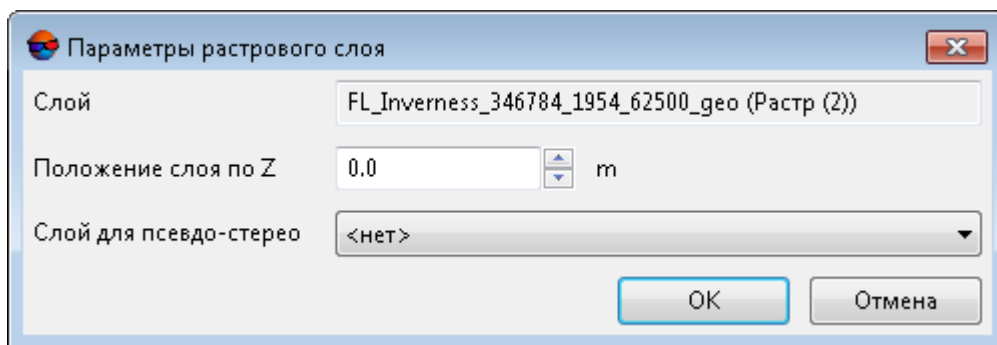 Параметры растрового слоя
Слой FL_Inverness_346784_1954_62500_geo (Растр (2))
Положение слоя по Z 0.0 m
Слой для псевдо-стерео <нет>
OK Отмена